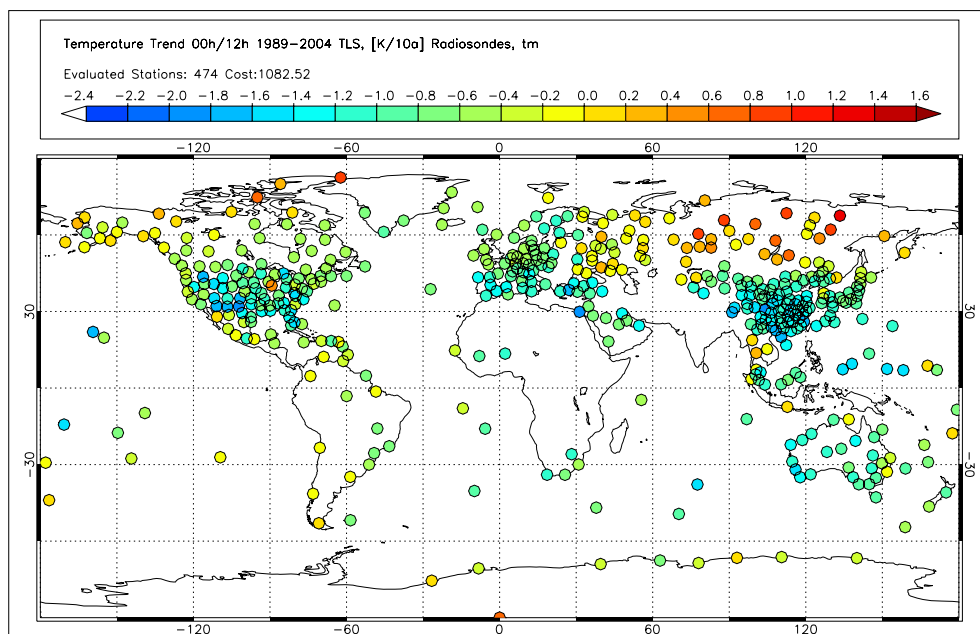 Temperature Trend 00h/12h 1989-2004 TLS, [K/10a] Radiosondes, tm
Evaluated Stations: 474 Cost:1082.52
-2.4 -2.2 -2.0 -1.8 -1.6 -1.4 -1.2 -1.0 -0.8 -0.6 -0.4 -0.2 0.0 0.2 0.4 0.6 0.8 1.0 1.2 1.4 1.6
-120 -60 0 60 120
30 30
-30 -30
-120 -60 0 60 120